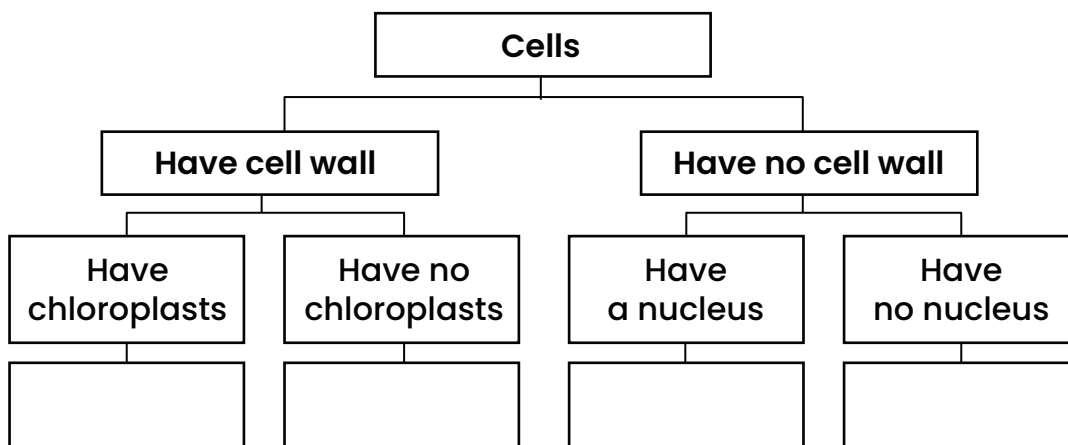 Cells
Have cell wall
Have no cell wall
Have
chloroplasts
Have no
chloroplasts
Have
a nucleus
Have
no nucleus